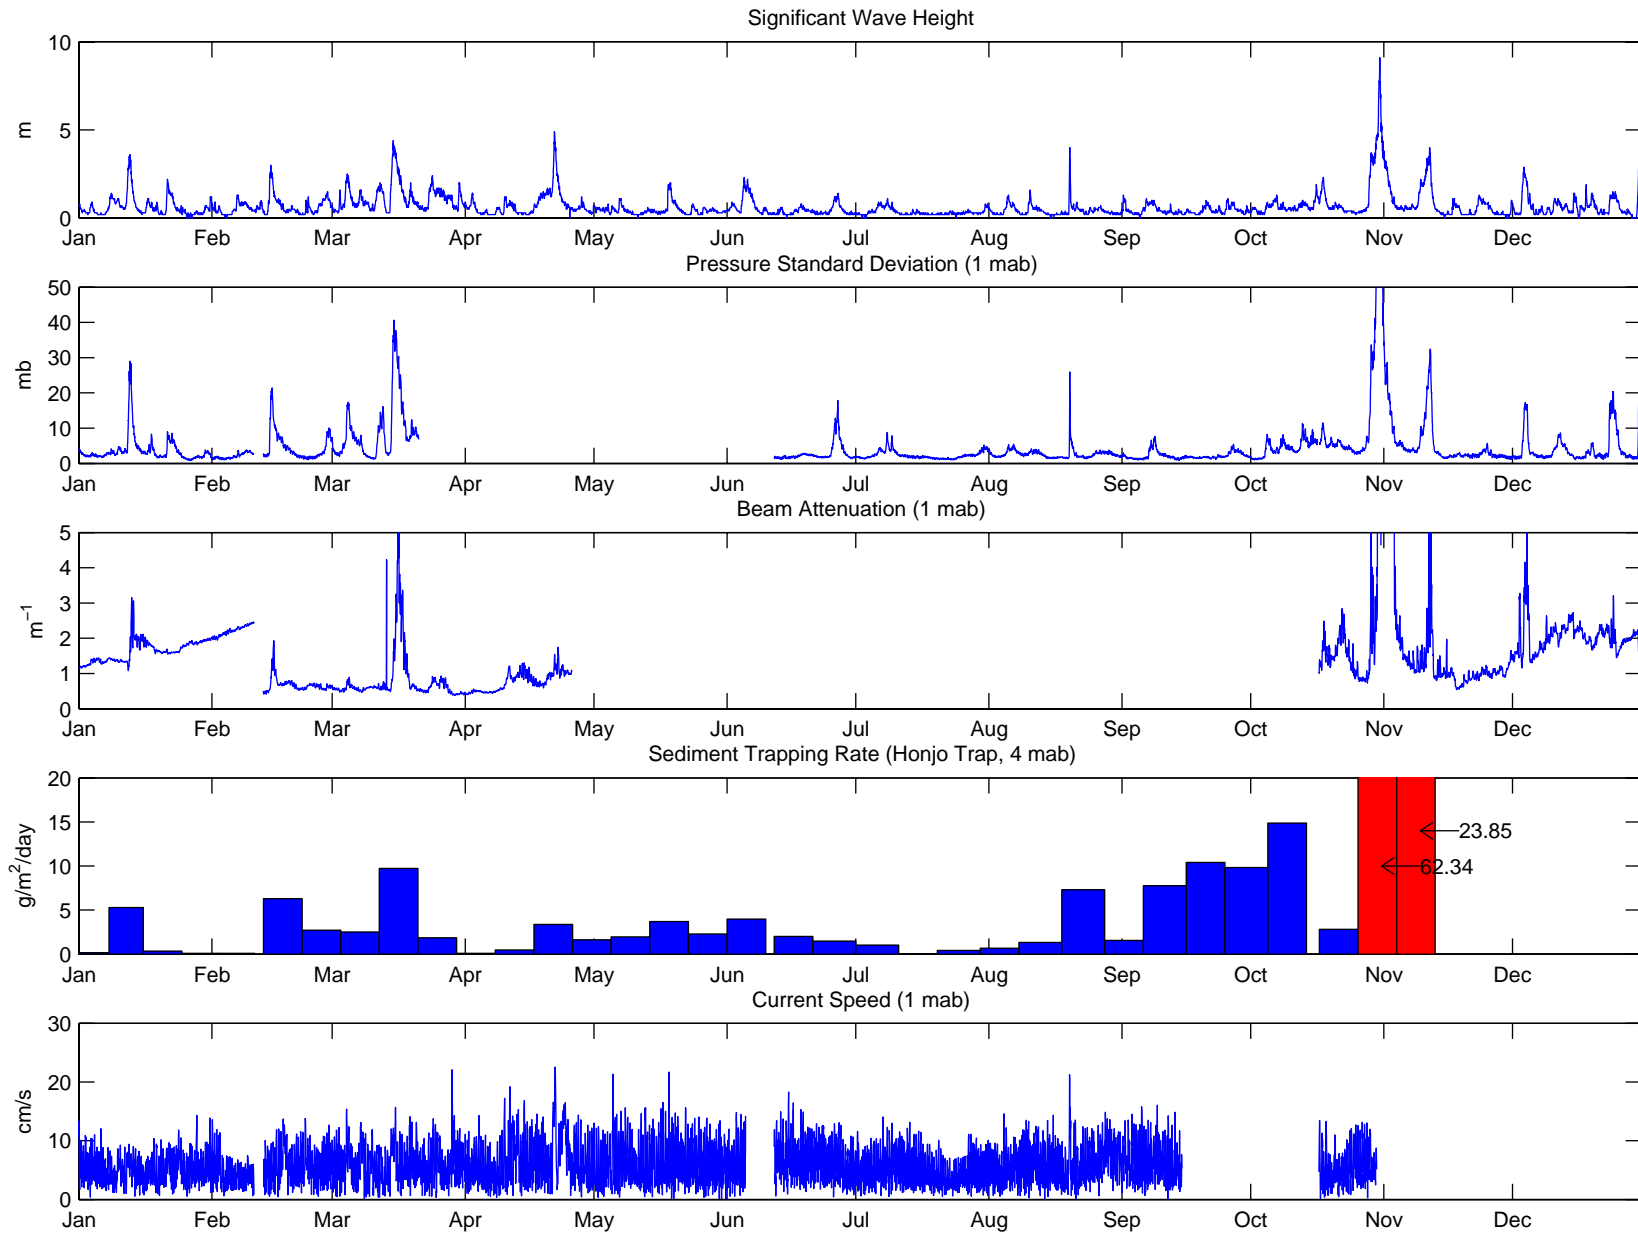 Significant Wave Height
10
5
0
m
Jan Feb Mar Apr May Jun Jul Aug Sep Oct Nov Dec
Pressure Standard Deviation (1 mab)
50
40
30
20
10
0
mb
Jan Feb Mar Apr May Jun Jul Aug Sep Oct Nov Dec
Beam Attenuation (1 mab)
5
4
3
2
1
0
m⁻¹
Jan Feb Mar Apr May Jun Jul Aug Sep Oct Nov Dec
Sediment Trapping Rate (Honjo Trap, 4 mab)
20
15
10
5
0
g/m²/day
23.85
62.34
Jan Feb Mar Apr May Jun Jul Aug Sep Oct Nov Dec
Current Speed (1 mab)
30
20
10
0
cm/s
Jan Feb Mar Apr May Jun Jul Aug Sep Oct Nov Dec